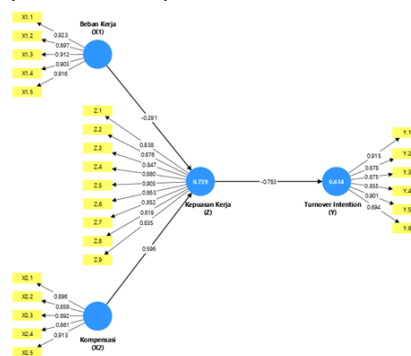 X1.1
X1.2
X1.3
X1.4
X1.5
0.923
0.897
0.912
0.903
0.916
Beban Kerja
(X1)
-0.291
Z.1
Z.2
Z.3
Z.4
Z.5
Z.6
Z.7
Z.8
Z.9
0.838
0.876
0.847
0.880
0.903
0.863
0.852
0.819
0.835
0.739
Kepuasan Kerja
(Z)
-0.783
0.614
Turnover Intention
(Y)
0.915
0.878
0.875
0.855
0.901
0.894
Y.1
Y.2
Y.3
Y.4
Y.5
Y.6
0.596
X2.1
X2.2
X2.3
X2.4
X2.5
0.898
0.859
0.892
0.861
0.913
Kompensasi
(X2)